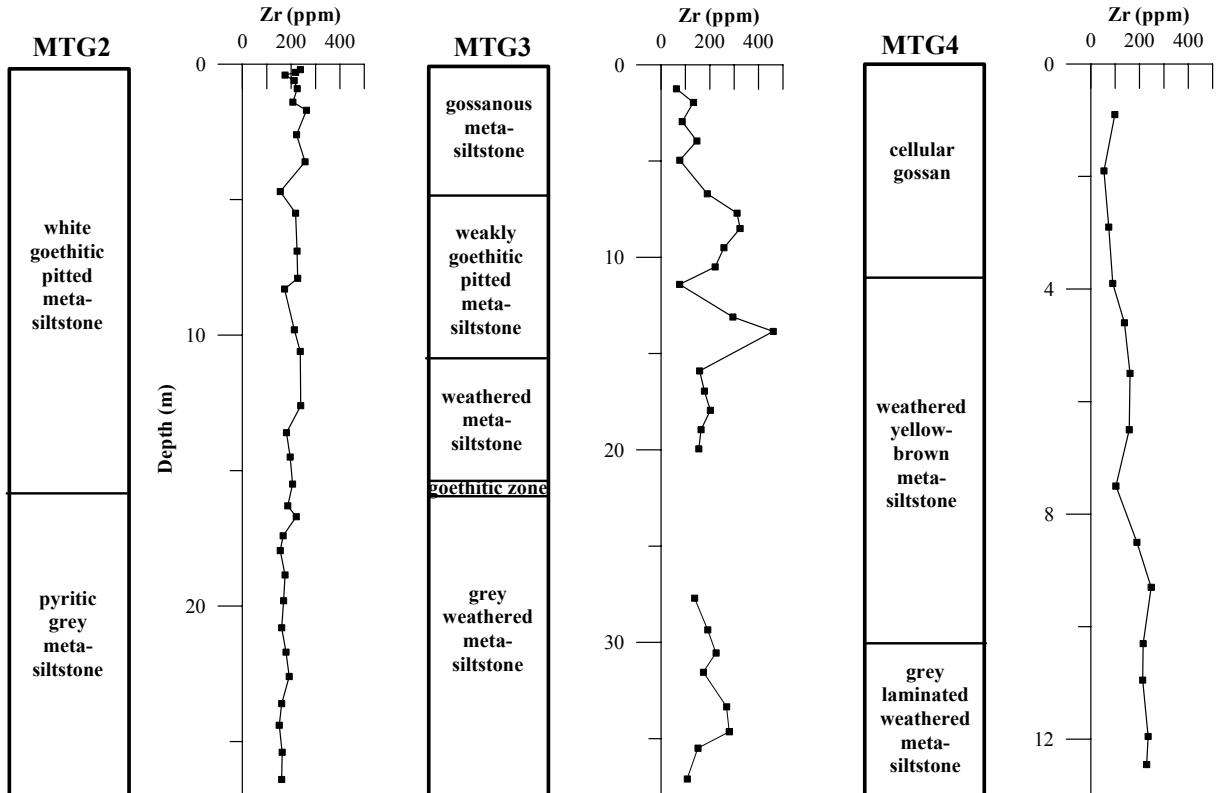 Zr (ppm)
0 200 400
MTG2
0
10
20
Depth (m)
white
goethitic
pitted
meta-
siltstone
pyritic
grey
meta-
siltstone
Zr (ppm)
0 200 400
MTG3
0
10
20
30
gossanous
meta-
siltstone
weakly
goethitic
pitted
meta-
siltstone
weathered
meta-
siltstone
goethitic zone
grey
weathered
meta-
siltstone
Zr (ppm)
0 200 400
MTG4
0
4
8
12
cellular
gossan
weathered
yellow-
brown
meta-
siltstone
grey
laminated
weathered
meta-
siltstone